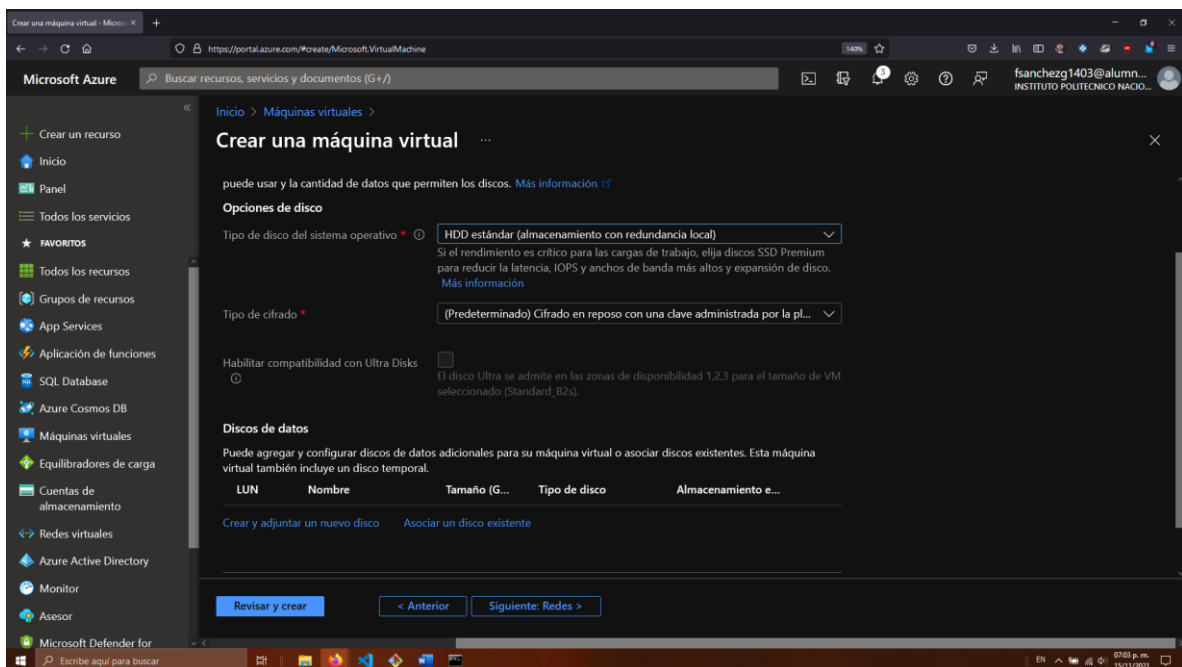 Crear una máquina virtual - Micros
https://portal.azure.com/#create/Microsoft.VirtualMachine
140%
Microsoft Azure
Buscar recursos, servicios y documentos (G+/)
3
fsanchezg1403@alumn...
INSTITUTO POLITECNICO NACIO...
Crear un recurso
Inicio
Panel
Todos los servicios
FAVORITOS
Todos los recursos
Grupos de recursos
App Services
Aplicación de funciones
SQL Database
Azure Cosmos DB
Máquinas virtuales
Equilibradores de carga
Cuentas de
almacenamiento
Redes virtuales
Azure Active Directory
Monitor
Asesor
Microsoft Defender for
Inicio > Máquinas virtuales >
Crear una máquina virtual ...
puede usar y la cantidad de datos que permiten los discos. Más información
Opciones de disco
Tipo de disco del sistema operativo *
HDD estándar (almacenamiento con redundancia local)
Si el rendimiento es crítico para las cargas de trabajo, elija discos SSD Premium
para reducir la latencia, IOPS y anchos de banda más altos y expansión de disco.
Más información
Tipo de cifrado *
(Predeterminado) Cifrado en reposo con una clave administrada por la pl...
Habilitar compatibilidad con Ultra Disks
El disco Ultra se admite en las zonas de disponibilidad 1,2,3 para el tamaño de VM
seleccionado (Standard_B2s).
Discos de datos
Puede agregar y configurar discos de datos adicionales para su máquina virtual o asociar discos existentes. Esta máquina
virtual también incluye un disco temporal.
LUN Nombre Tamaño (G... Tipo de disco Almacenamiento e...
Crear y adjuntar un nuevo disco Asociar un disco existente
Revisar y crear < Anterior Siguiente: Redes >
Escribe aquí para buscar
EN
07:03 p. m.
15/11/2021